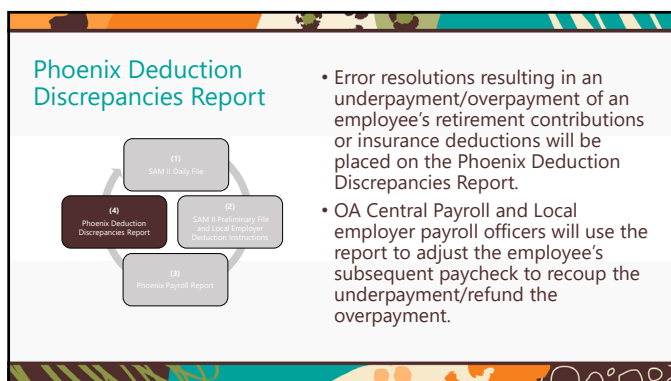 Phoenix Deduction
Discrepancies Report
(1)
SAM II Daily File
(2)
SAM II Preliminary File
and Local Employer
Deduction Instructions
(3)
Phoenix Payroll Report
(4)
Phoenix Deduction
Discrepancies Report
• Error resolutions resulting in an
underpayment/overpayment of an
employee's retirement contributions
or insurance deductions will be
placed on the Phoenix Deduction
Discrepancies Report.
• OA Central Payroll and Local
employer payroll officers will use the
report to adjust the employee's
subsequent paycheck to recoup the
underpayment/refund the
overpayment.